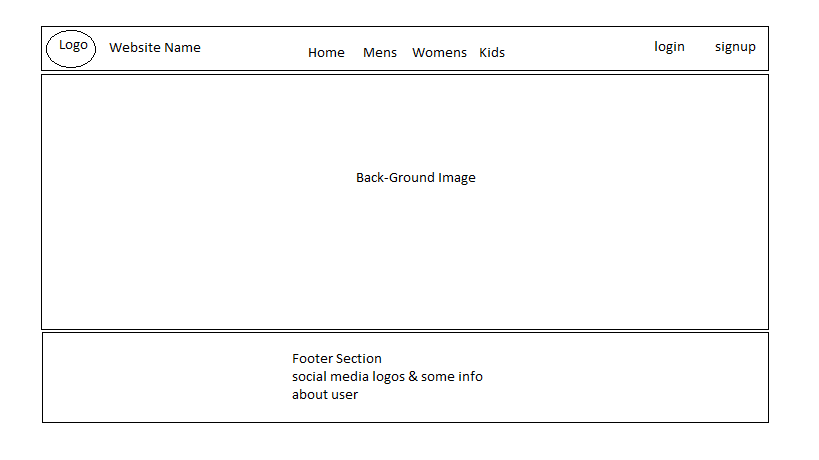 Logo
Website Name
Home Mens Womens Kids
login signup
Back-Ground Image
Footer Section
social media logos & some info
about user